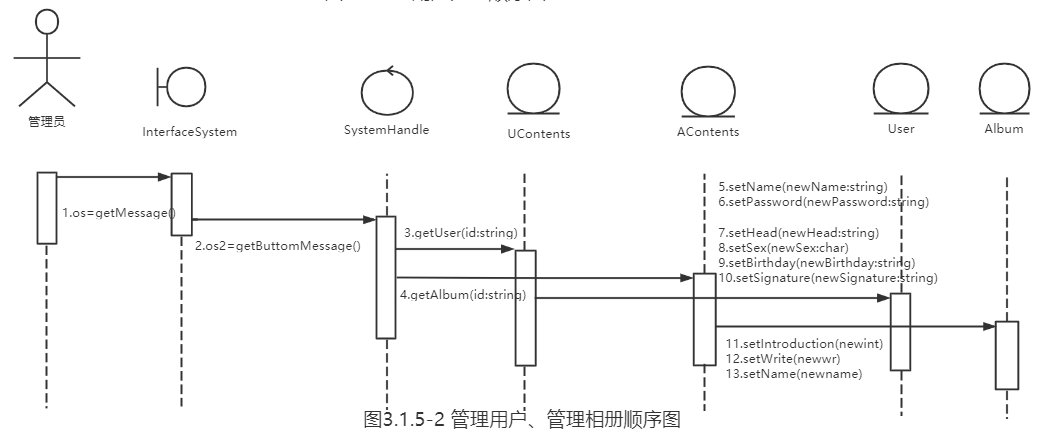 管理员
InterfaceSystem
SystemHandle
UContents
AContents
User
Album
1.os=getMessage()
2.os2=getButtomMessage()
3.getUser(id:string)
4.getAlbum(id:string)
5.setName(newName:string)
6.setPassword(newPassword:string)
7.setHead(newHead:string)
8.setSex(newSex:char)
9.setBirthday(newBirthday:string)
10.setSignature(newSignature:string)
11.setIntroduction(newint)
12.setWrite(newwr)
13.setName(newname)
图3.1.5-2 管理用户、管理相册顺序图